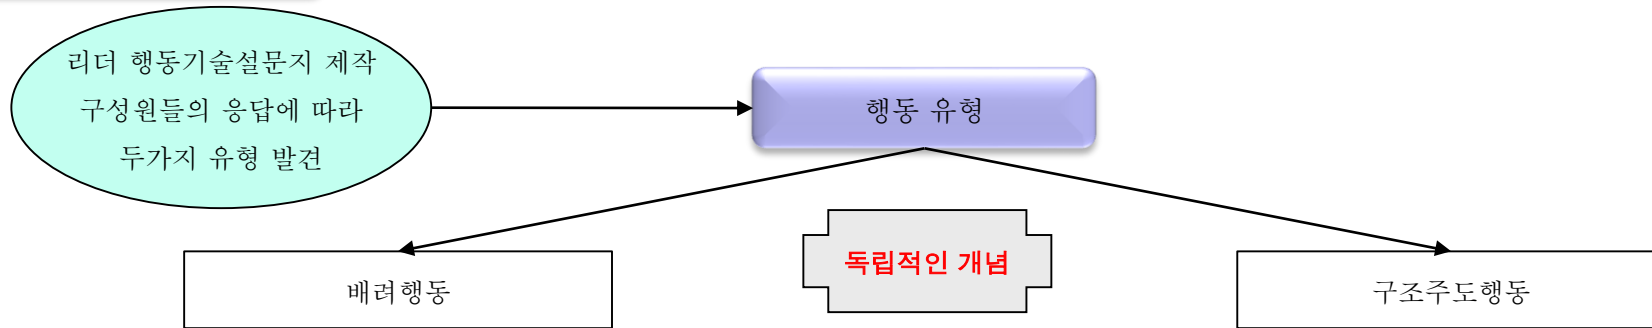 리더 행동기술설문지 제작
구성원들의 응답에 따라
두가지 유형 발견
행동 유형
독립적인 개념
배려행동
구조주도행동